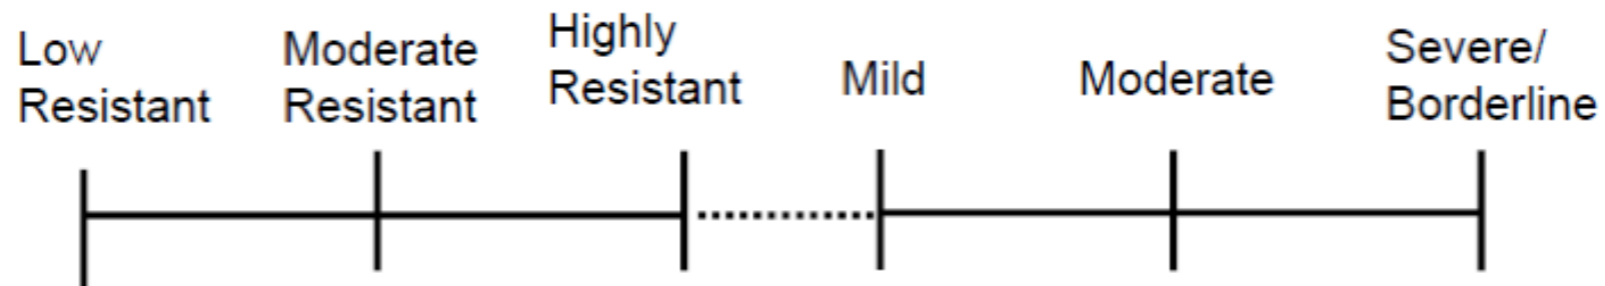 Low
Resistant
Moderate
Resistant
Highly
Resistant
Mild
Moderate
Severe/
Borderline